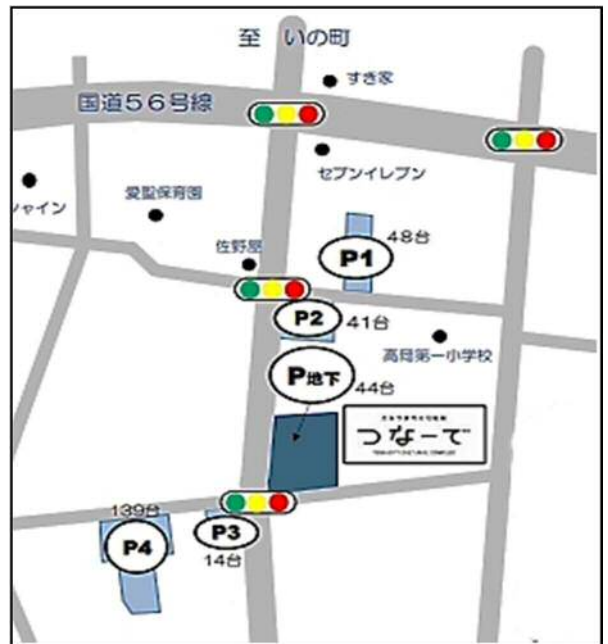 至 いの町
すき家
国道56号線
セブンイレブン
シャイン
愛聖保育園
佐野屋
48台
P1
P2
41台
高岡第一小学校
P地下
44台
つなーで
139台
P4
P3
14台